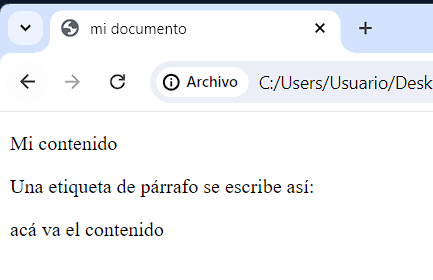 mi documento
Archivo C:/Users/Usuario/Desk
Mi contenido
Una etiqueta de párrafo se escribe así:
acá va el contenido